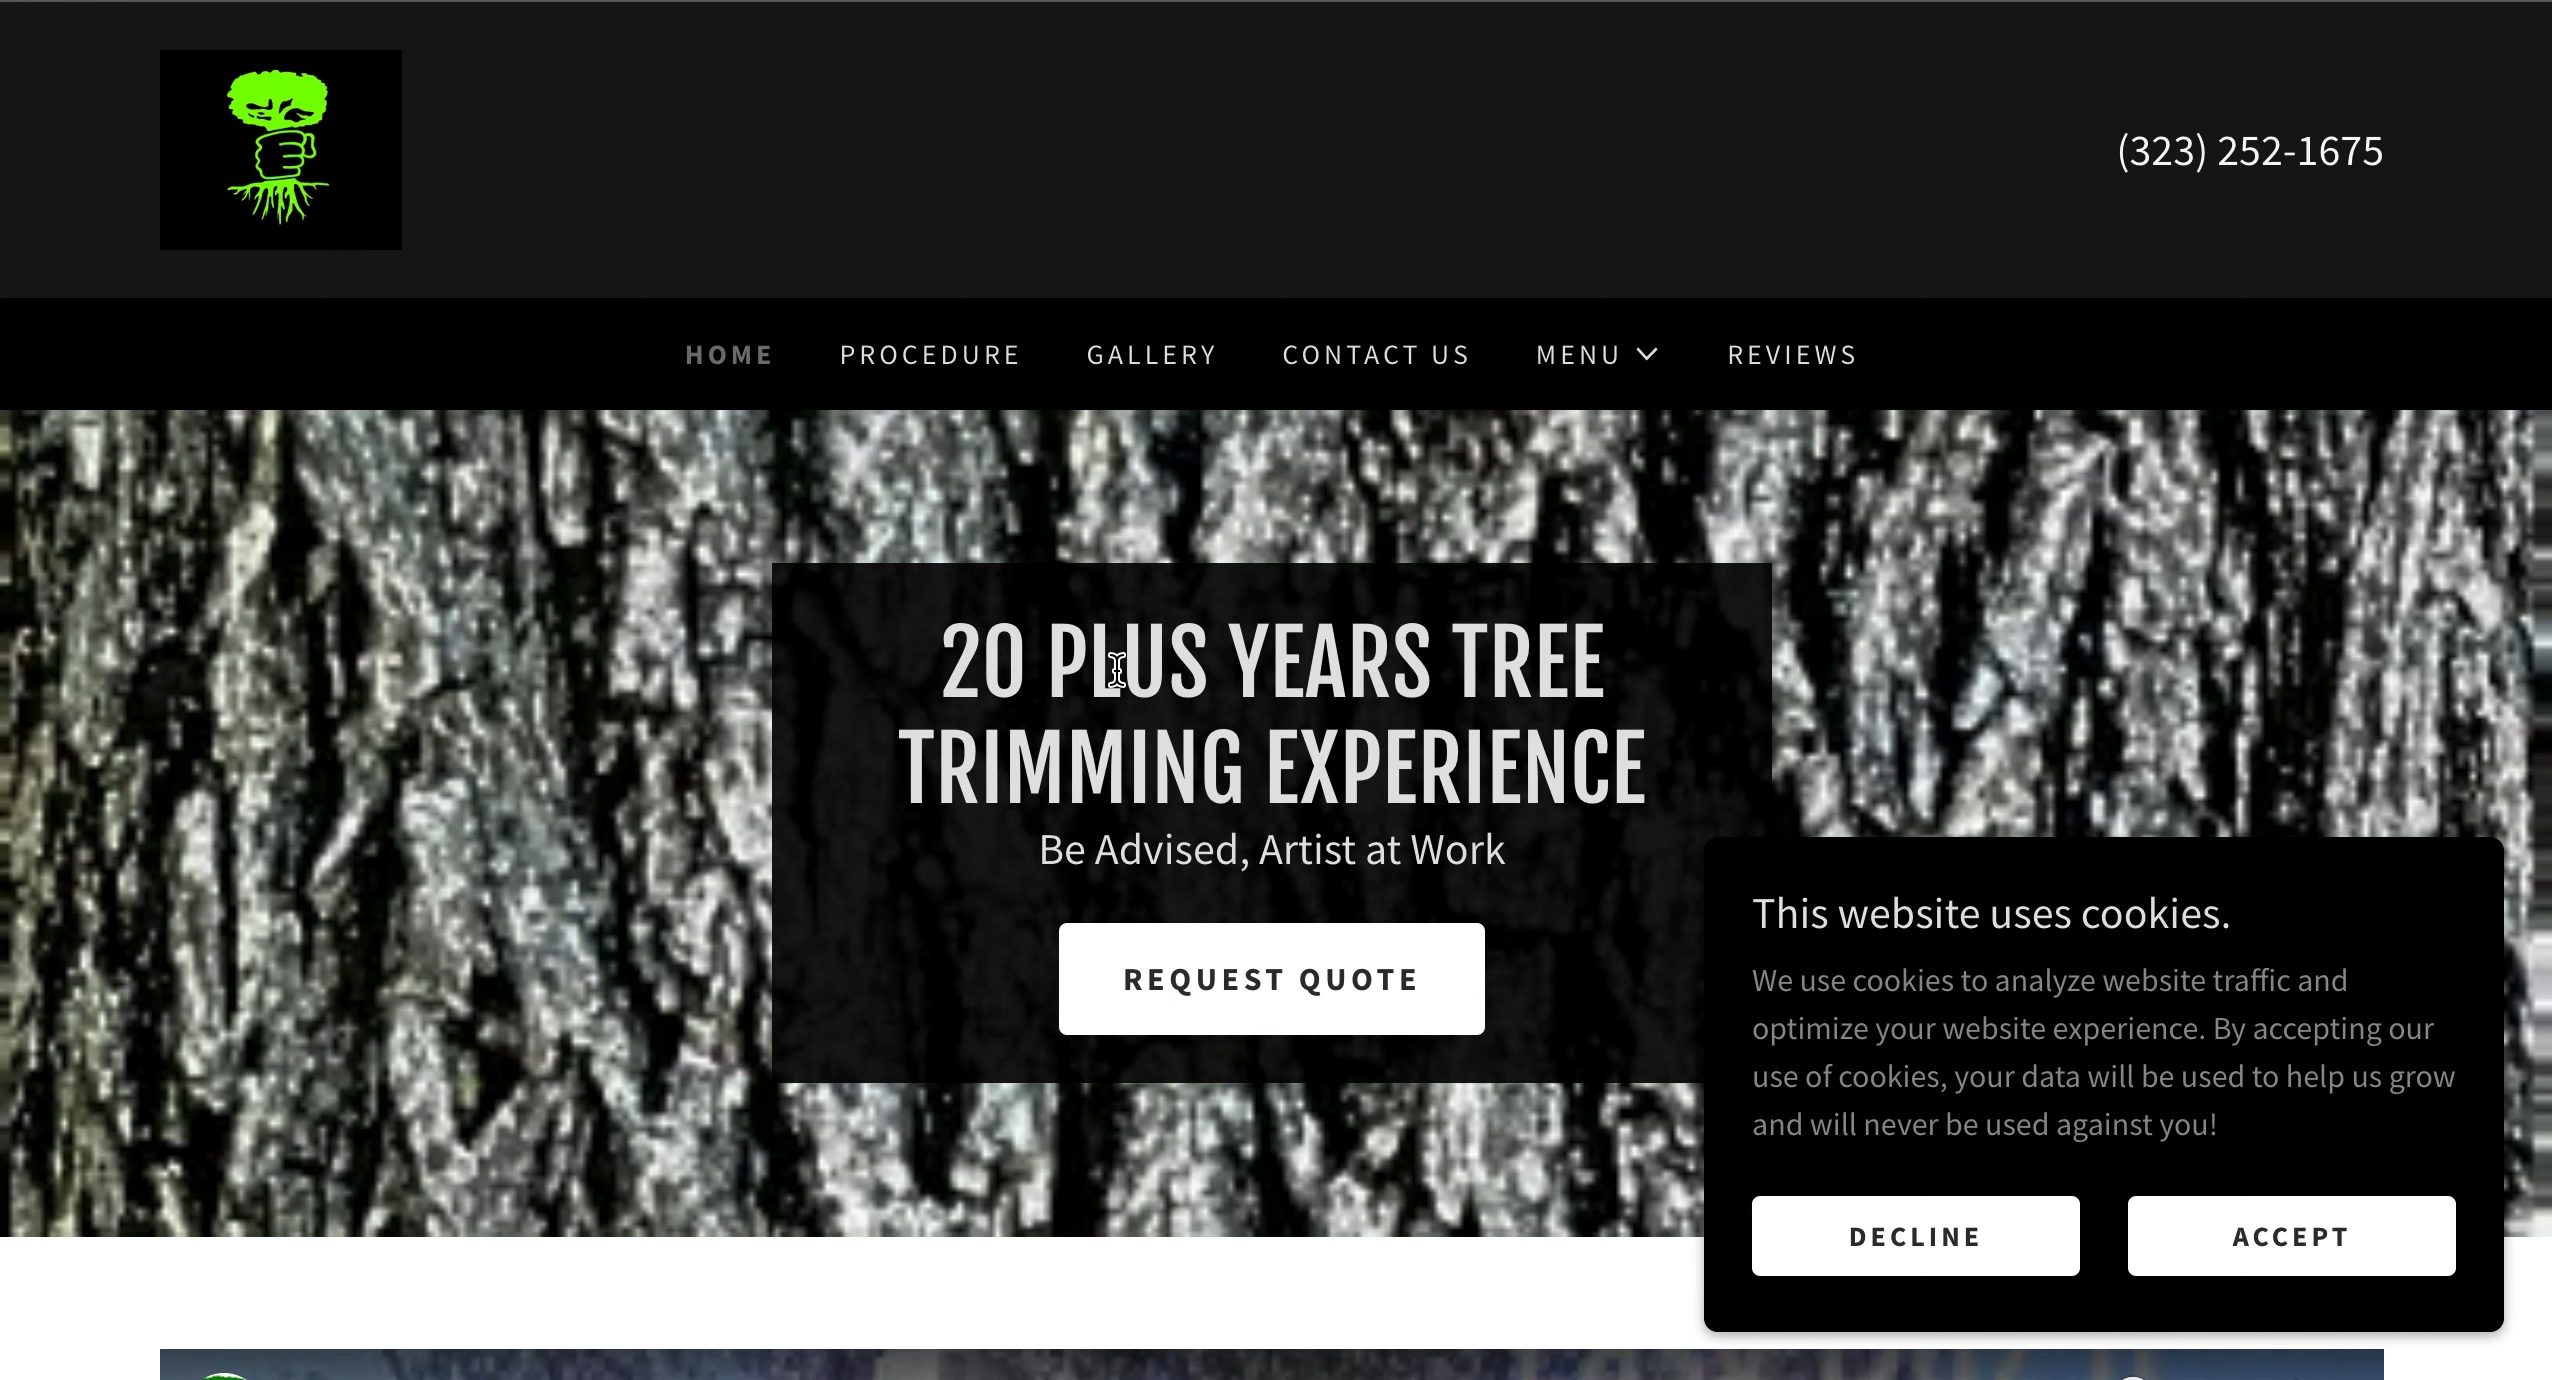 (323) 252-1675
HOME PROCEDURE GALLERY CONTACT US MENU REVIEWS
20 PLUS YEARS TREE
TRIMMING EXPERIENCE
Be Advised, Artist at Work
REQUEST QUOTE
This website uses cookies.
We use cookies to analyze website traffic and
optimize your website experience. By accepting our
use of cookies, your data will be used to help us grow
and will never be used against you!
DECLINE ACCEPT